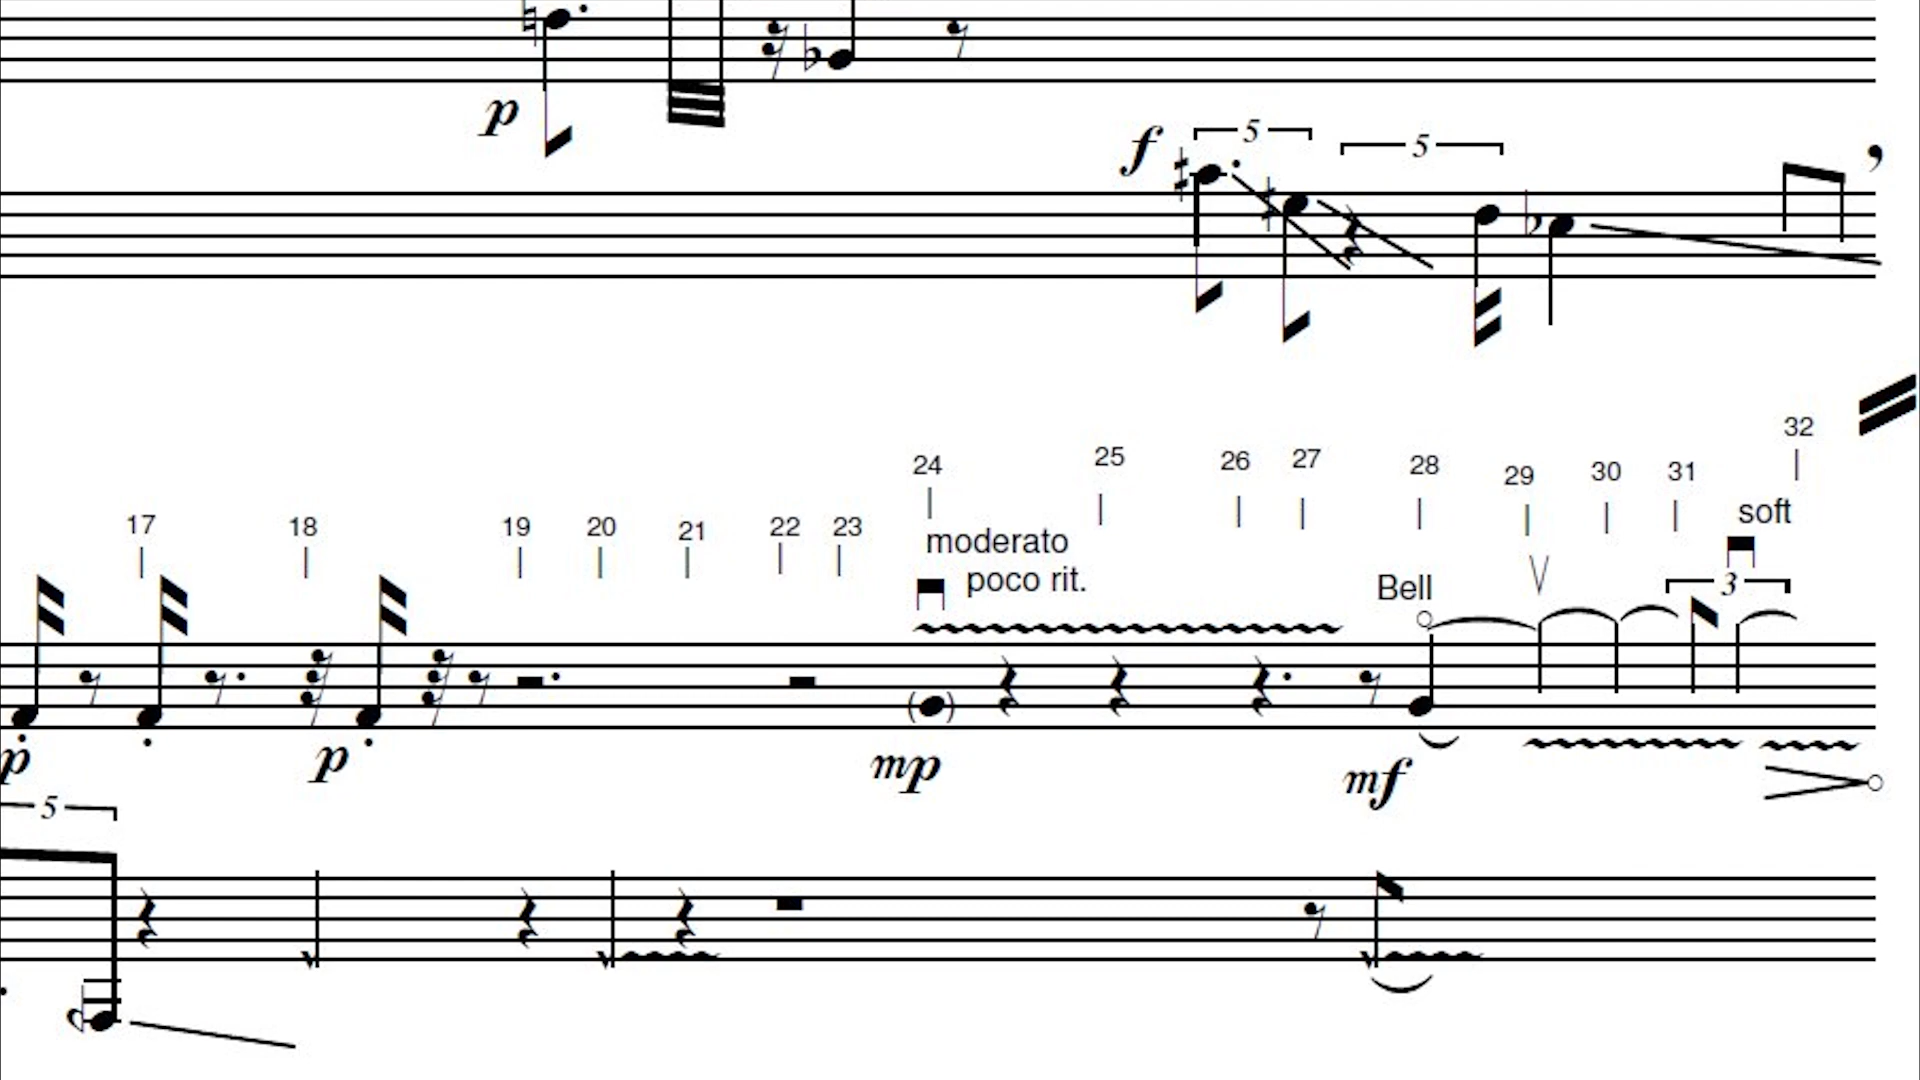 p
f 5 5
32
24 25 26 27 28 29 30 31
17 18 19 20 21 22 23
soft
moderato
poco rit.
Bell
3
p p mp mf
5